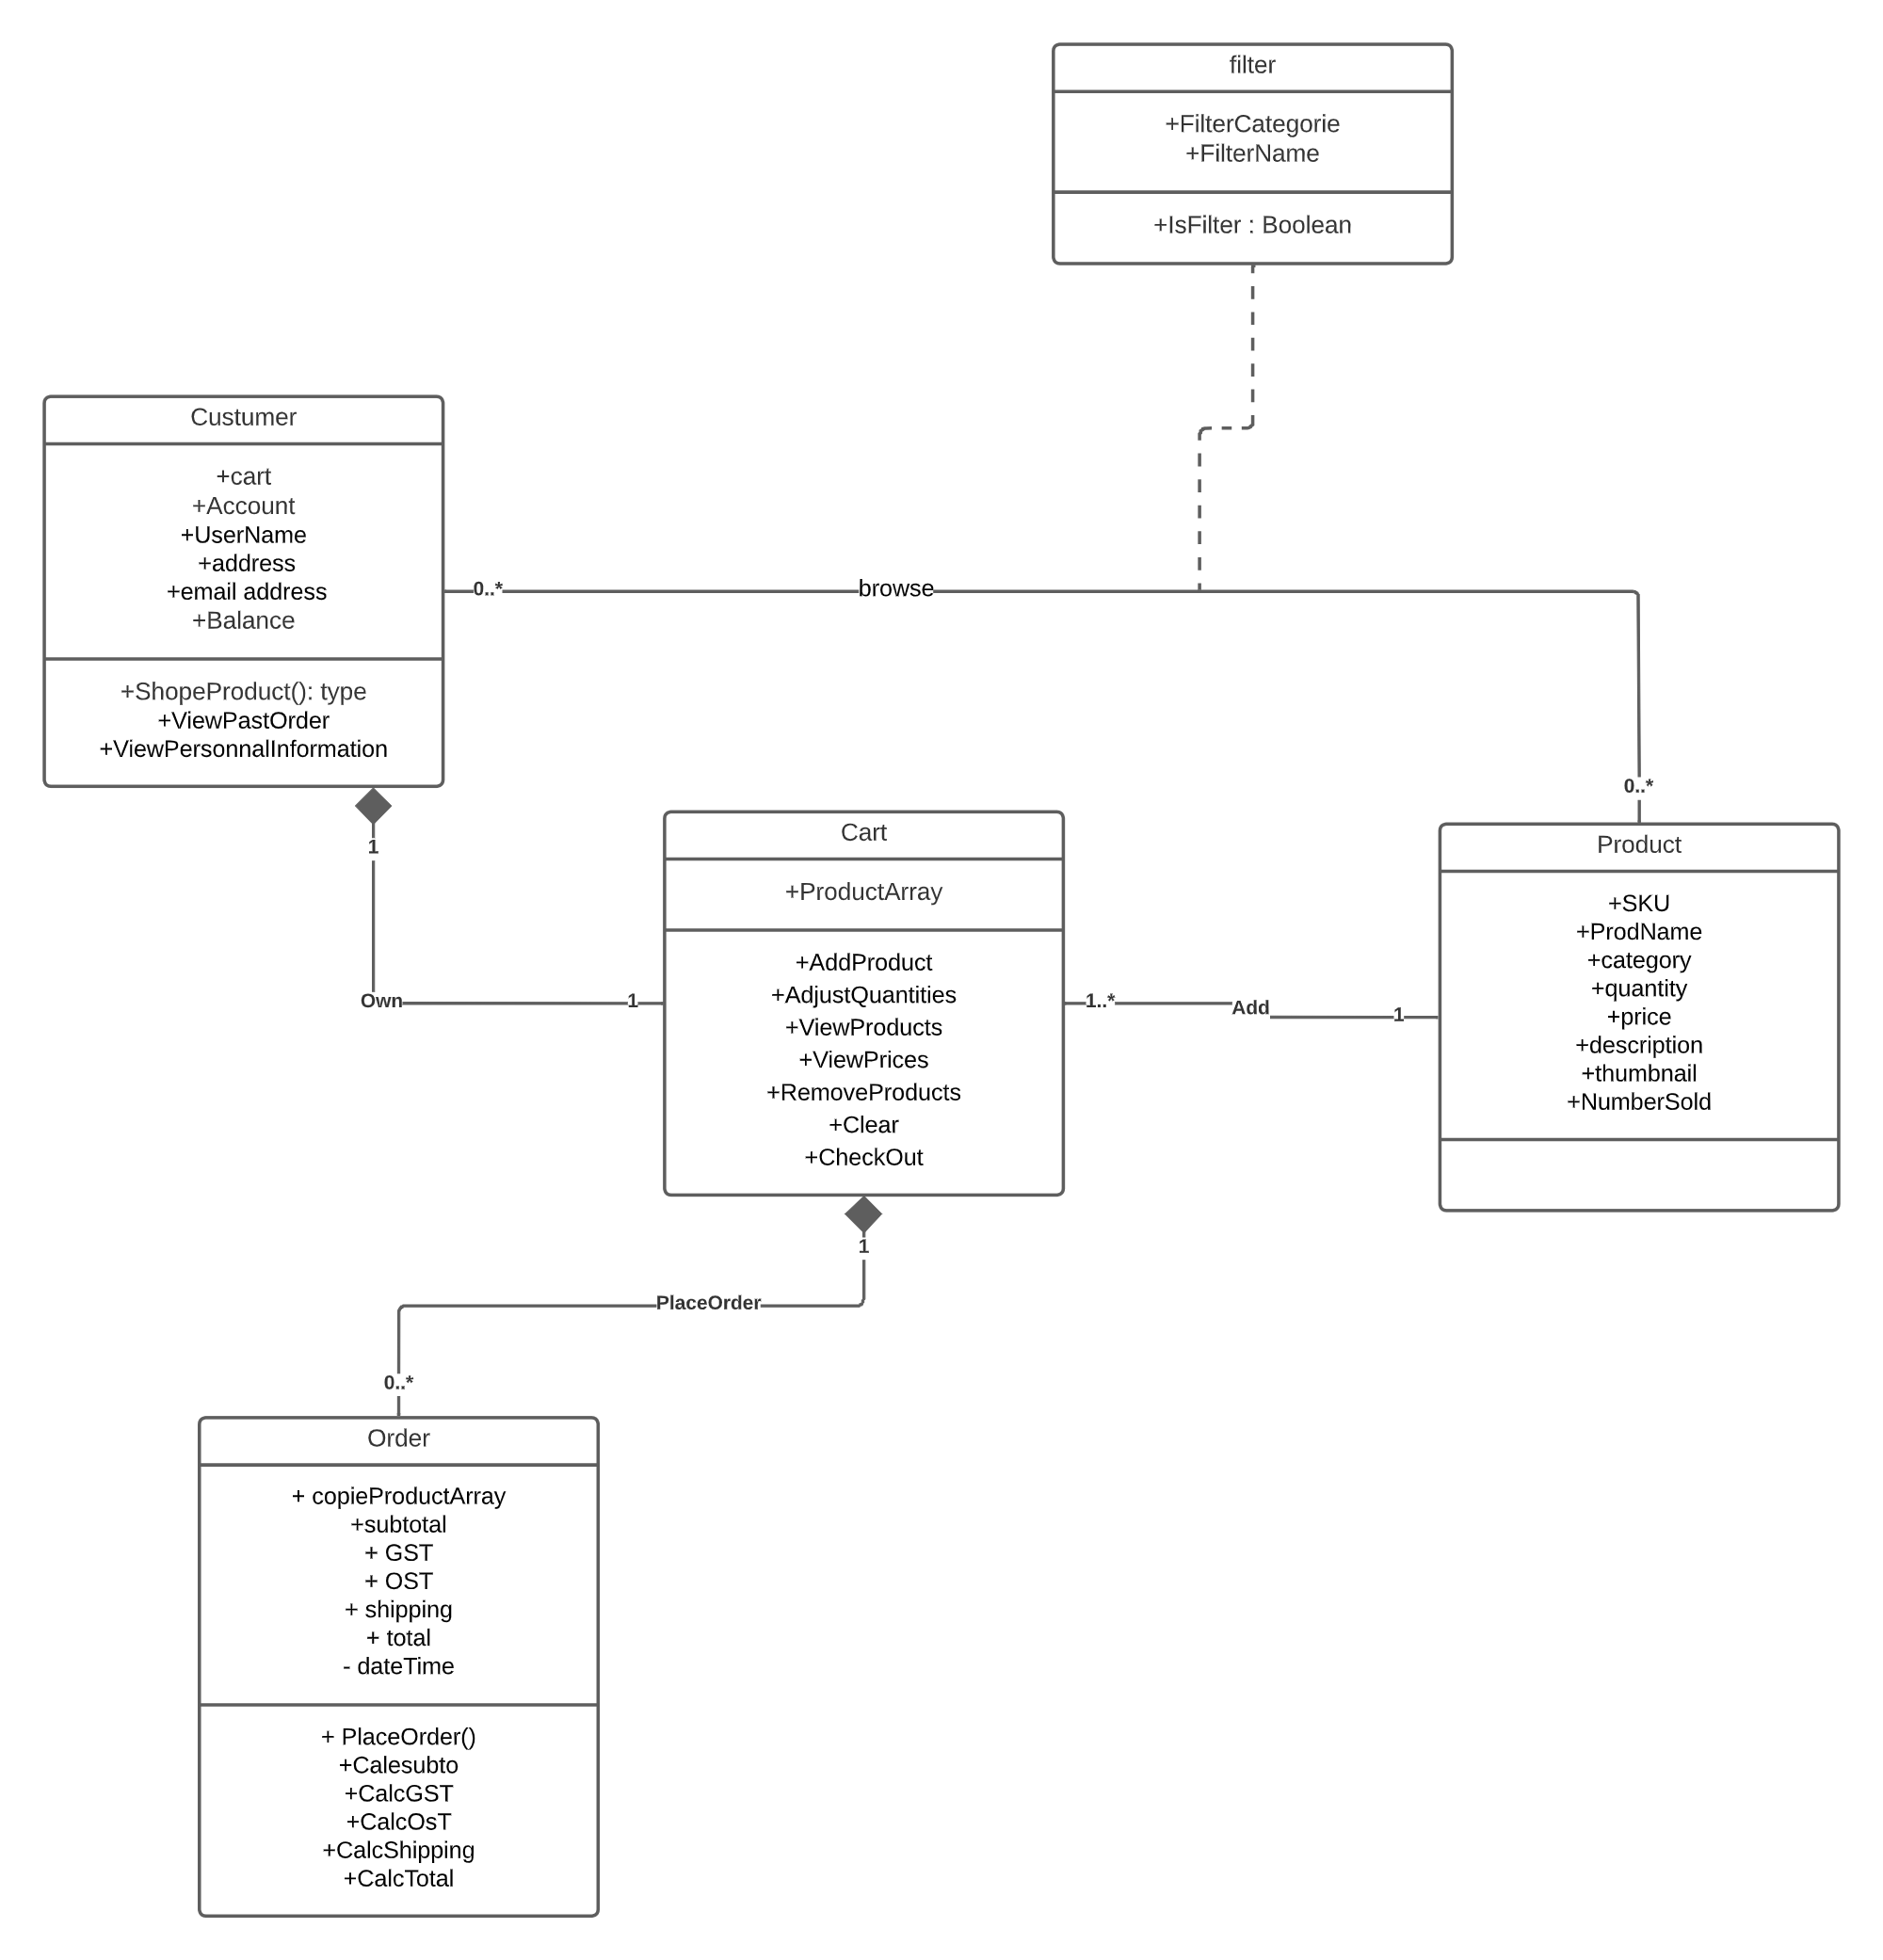 filter
+FilterCategorie
+FilterName
+IsFilter : Boolean
Custumer
+cart
+Account
+UserName
+address
+email address
+Balance
+ShopeProduct(): type
+ViewPastOrder
+ViewPersonnalInformation
0..*
browse
0..*
1
Own
1
Cart
+ProductArray
+AddProduct
+AdjustQuantities
+ViewProducts
+ViewPrices
+RemoveProducts
+Clear
+CheckOut
1..*
Add
1
Product
+SKU
+ProdName
+category
+quantity
+price
+description
+thumbnail
+NumberSold
1
PlaceOrder
0..*
Order
+ copieProductArray
+subtotal
+ GST
+ OST
+ shipping
+ total
- dateTime
+ PlaceOrder()
+Calesubto
+CalcGST
+CalcOsT
+CalcShipping
+CalcTotal